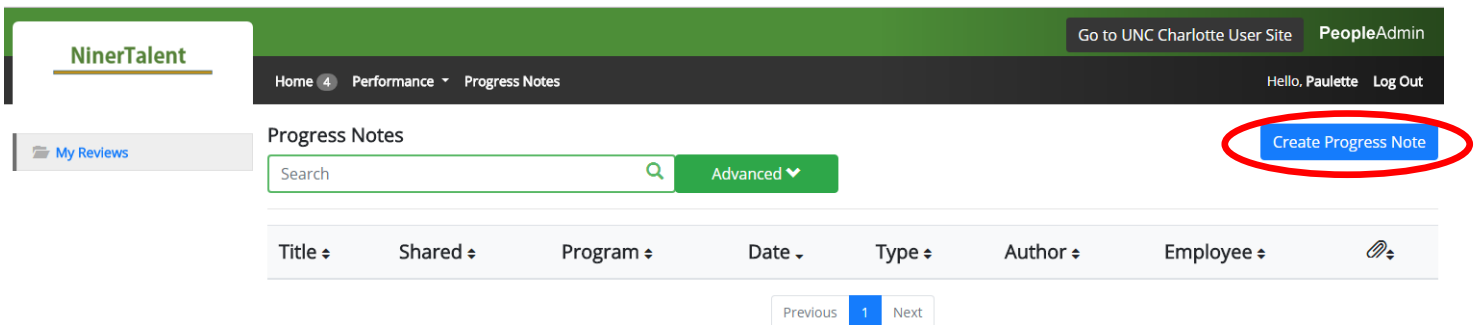 Go to UNC Charlotte User Site PeopleAdmin
NinerTalent
Home 4 Performance Progress Notes Hello, Paulette Log Out
Progress Notes
My Reviews
Create Progress Note
Search Advanced
Title Shared Program Date Type Author Employee
Previous 1 Next